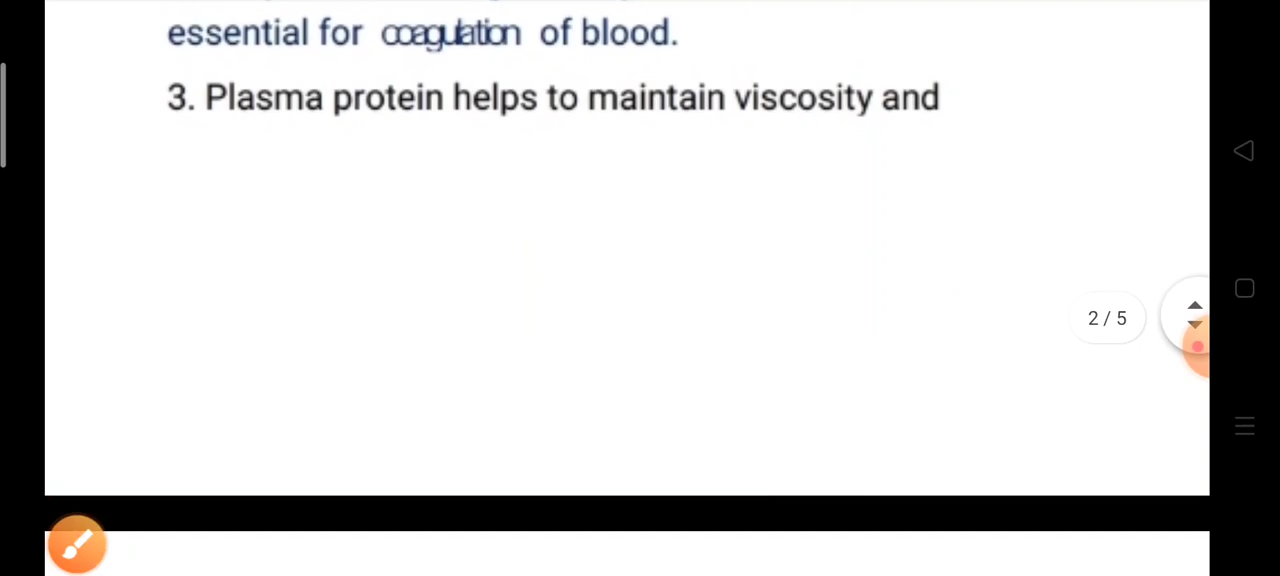 essential for coagulation of blood.
3. Plasma protein helps to maintain viscosity and
2 / 5